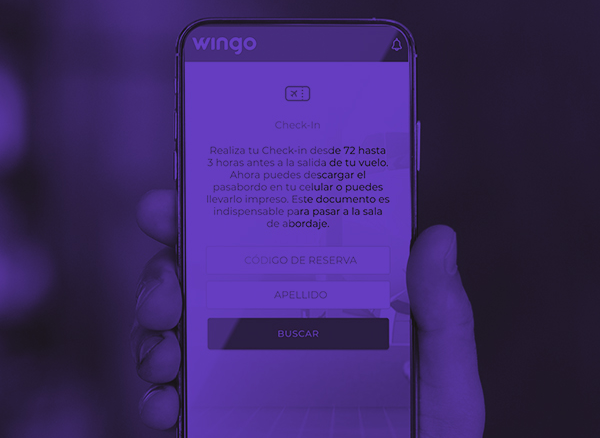 wingo
Check-In
Realiza tu Check-in desde 72 hasta
3 horas antes a la salida de tu vuelo.
Ahora puedes descargar el
pasabordo en tu celular o puedes
llevarlo impreso. Este documento es
indispensable para pasar a la sala
de abordaje.
CODIGO DE RESERVA
APELLIDO
BUSCAR